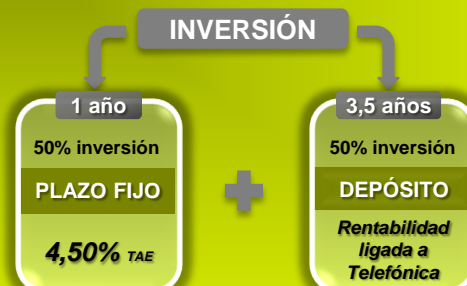 INVERSIÓN
1 año
50% inversión
PLAZO FIJO
4,50% TAE
3,5 años
50% inversión
DEPÓSITO
Rentabilidad
ligada a
Telefónica